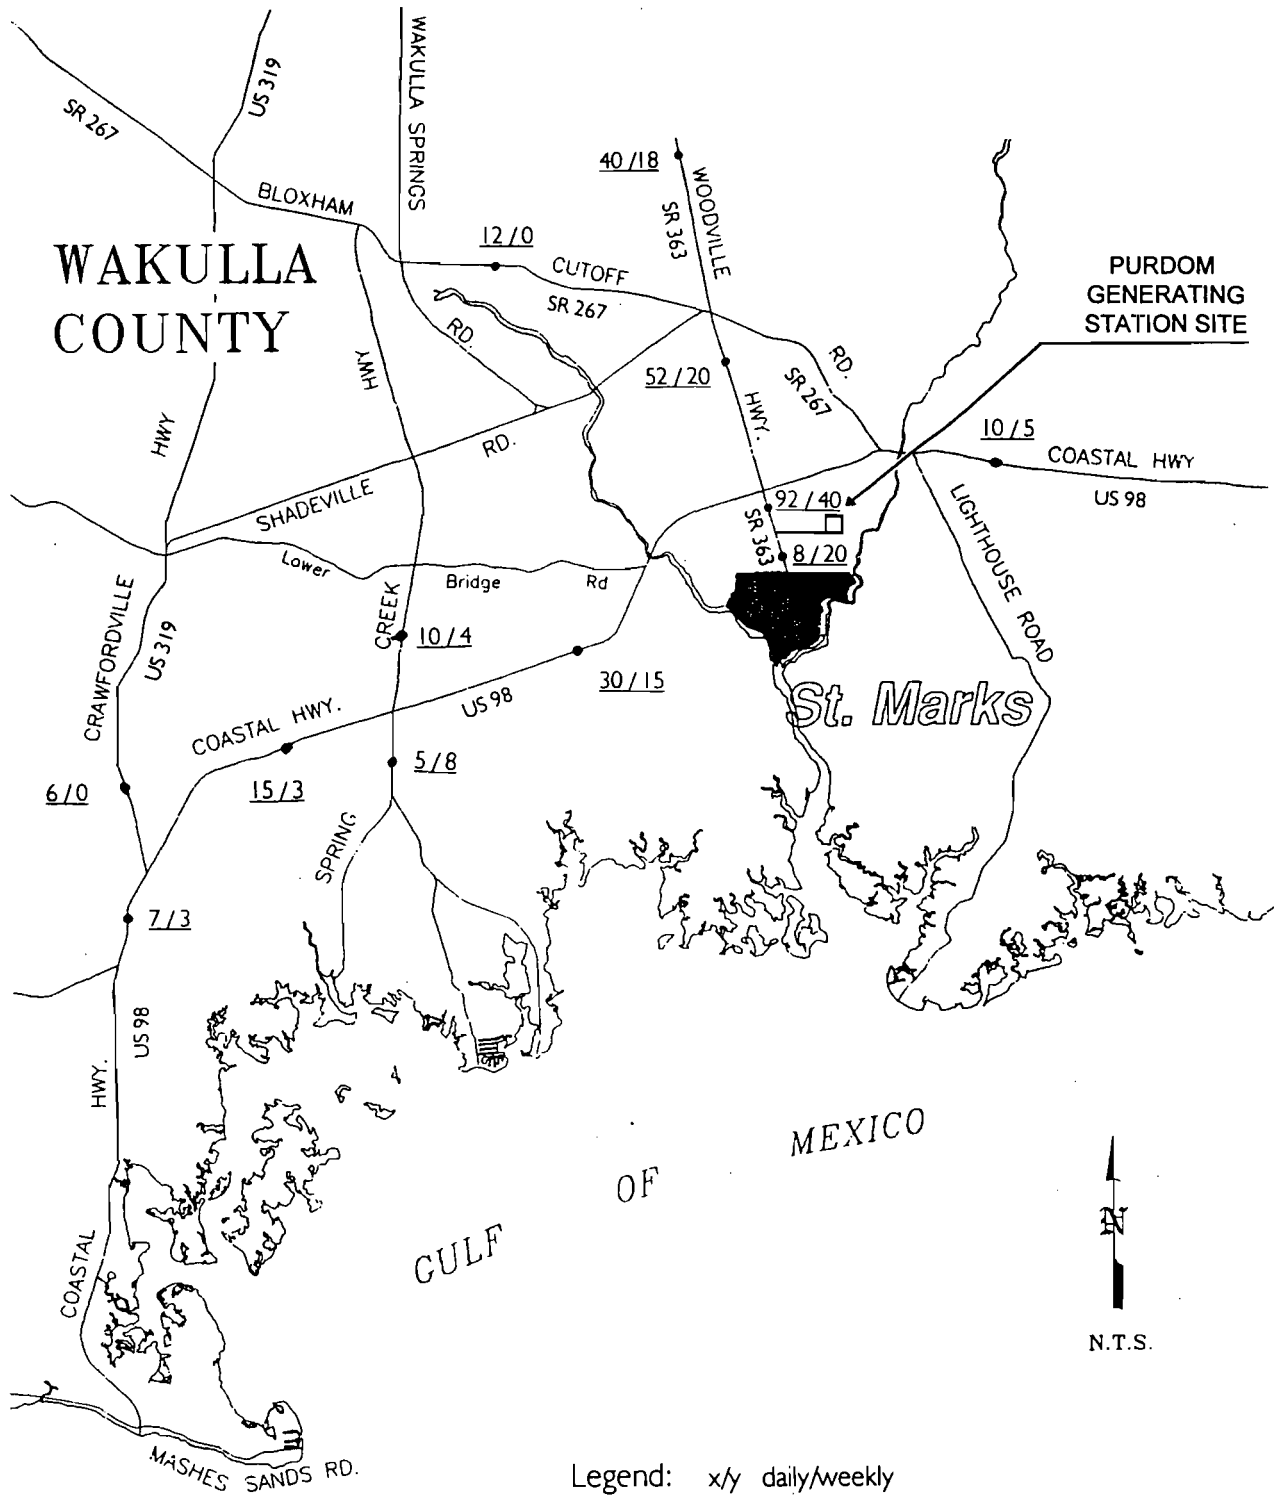 WAKULLA SPRINGS
US 319
SR 267
40/18
WOODVILLE
SR 363
BLOXHAM
12/0
CUTOFF
SR 267
WAKULLA
COUNTY
PURDOM
GENERATING
STATION SITE
RD.
HWY
RD.
52/20
HWY.
SR 267
HWY
RD.
10/5
COASTAL HWY
US 98
SHADEVILLE
92/40
SR 363
8/20
LIGHTHOUSE ROAD
Lower
Bridge
Rd
CRAWFORDVILLE
US 319
CREEK
10/4
30/15
US 98
COASTAL HWY.
St. Marks
6/0
15/3
5/8
SPRING
7/3
US 98
HWY.
GULF
OF
MEXICO
N
N.T.S.
COASTAL
MASHES SANDS RD.
Legend: x/y daily/weekly